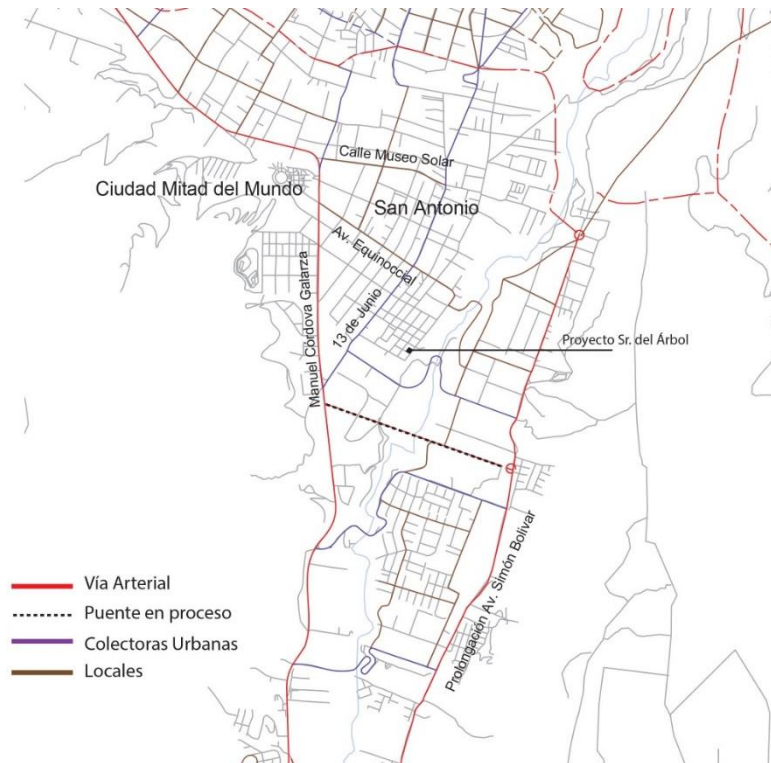 Calle Museo Solar
Ciudad Mitad del Mundo
San Antonio
Av. Equinoccial
Manuel Córdova Galarza
13 de Junio
Proyecto Sr. del Árbol
Prolongación Av. Simón Bolivar
Vía Arterial
Puente en proceso
Colectoras Urbanas
Locales